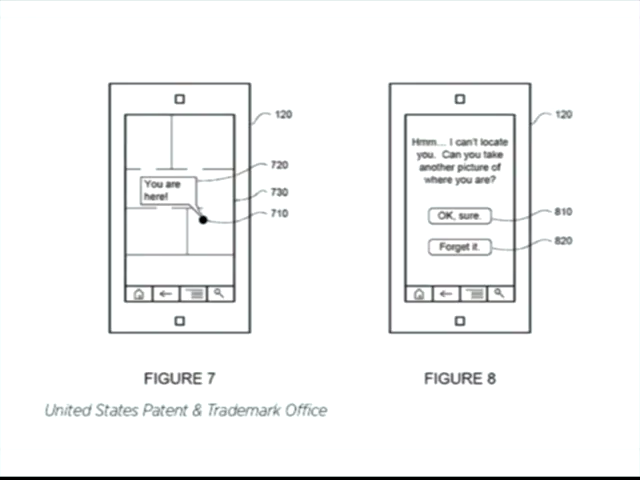 120
720
You are
here!
730
710
FIGURE 7
120
Hmm... I can't locate
you. Can you take
another picture of
where you are?
OK, sure.
810
Forget it.
820
FIGURE 8
United States Patent & Trademark Office